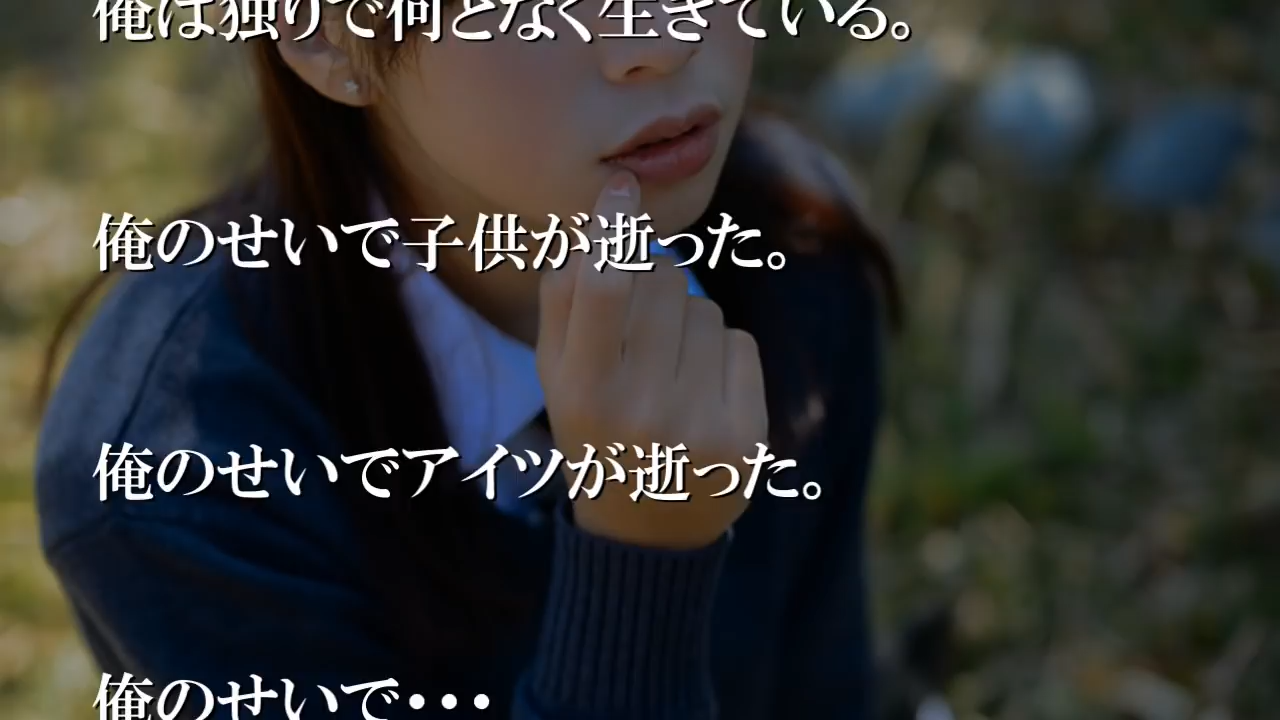 俺は独りで何となく生きている。
俺のせいで子供が逝った。
俺のせいでアイツが逝った。
俺のせいで・・・